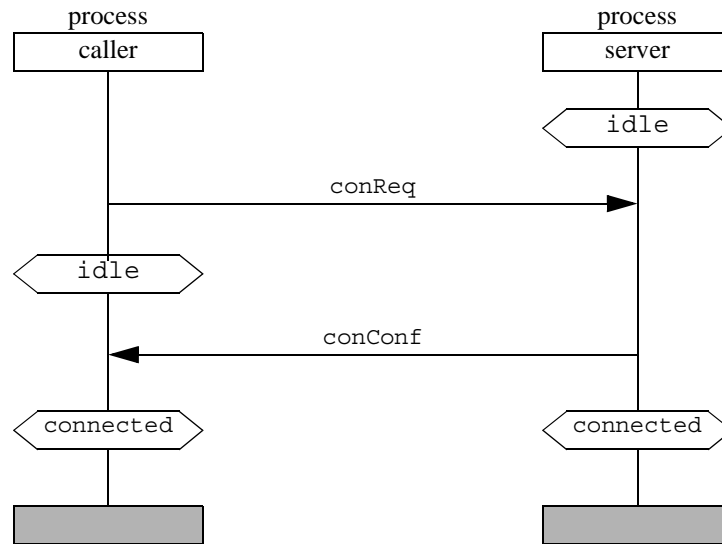 process
process
caller
server
idle
conReq
idle
conConf
connected
connected